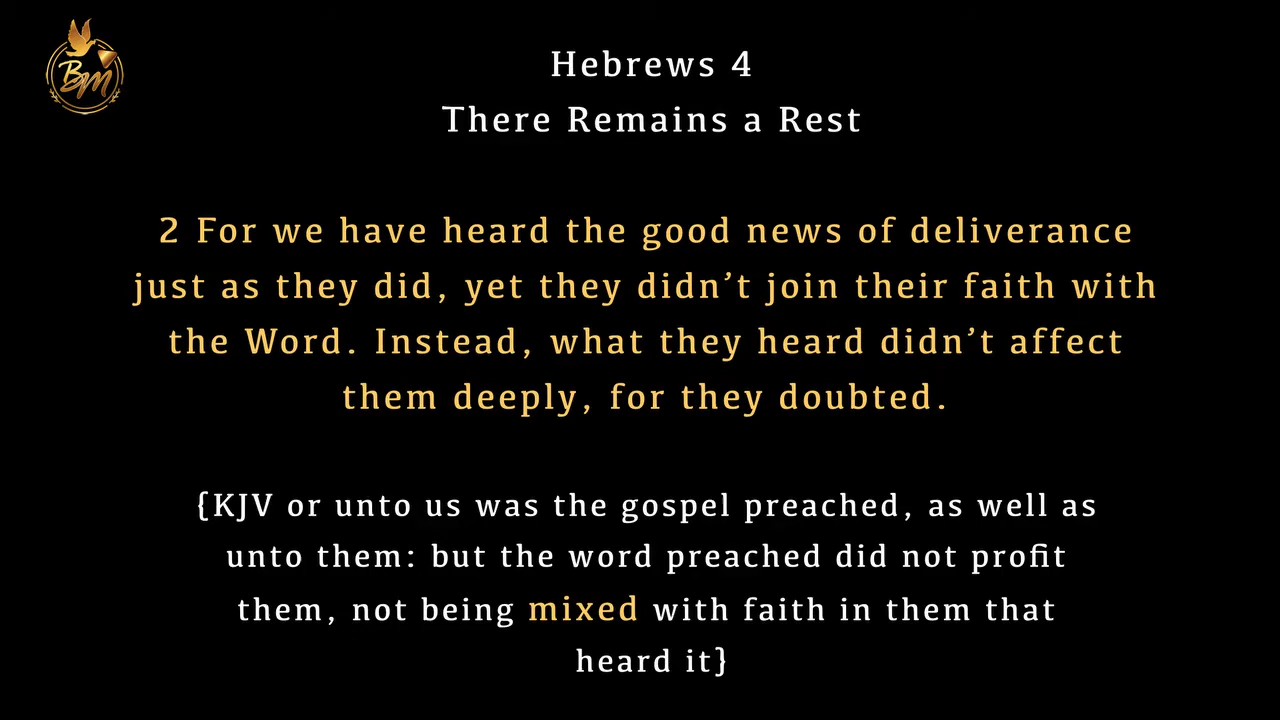 BM
Hebrews 4
There Remains a Rest
2 For we have heard the good news of deliverance
just as they did, yet they didn’t join their faith with
the Word. Instead, what they heard didn’t affect
them deeply, for they doubted.
{KJV or unto us was the gospel preached, as well as
unto them: but the word preached did not profit
them, not being mixed with faith in them that
heard it}